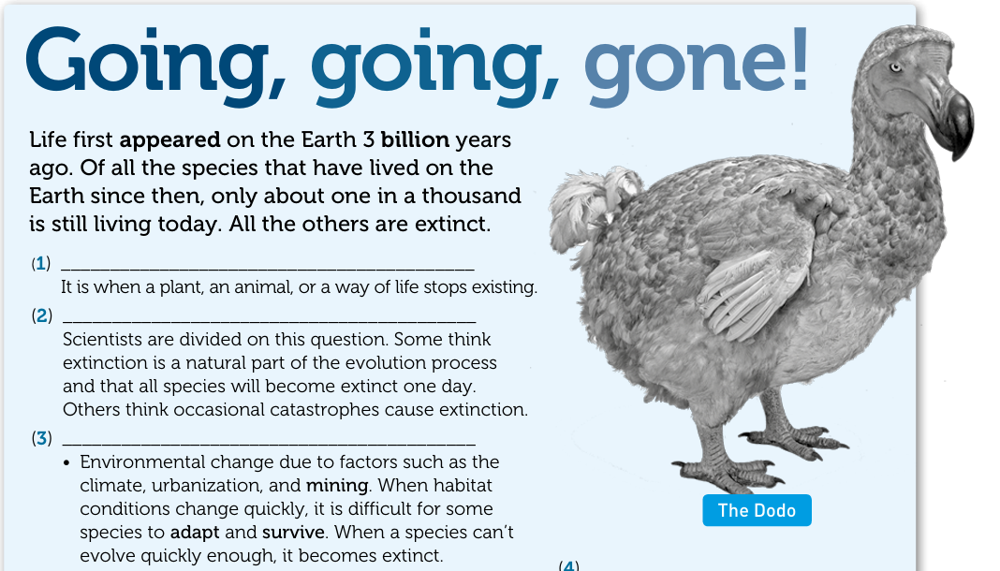 Going, going, gone!
Life first appeared on the Earth 3 billion years
ago. Of all the species that have lived on the
Earth since then, only about one in a thousand
is still living today. All the others are extinct.
(1) ________________________________________
It is when a plant, an animal, or a way of life stops existing.
(2) ________________________________________
Scientists are divided on this question. Some think
extinction is a natural part of the evolution process
and that all species will become extinct one day.
Others think occasional catastrophes cause extinction.
(3) ________________________________________
• Environmental change due to factors such as the
climate, urbanization, and mining. When habitat
conditions change quickly, it is difficult for some
species to adapt and survive. When a species can't
evolve quickly enough, it becomes extinct.
The Dodo
(4)